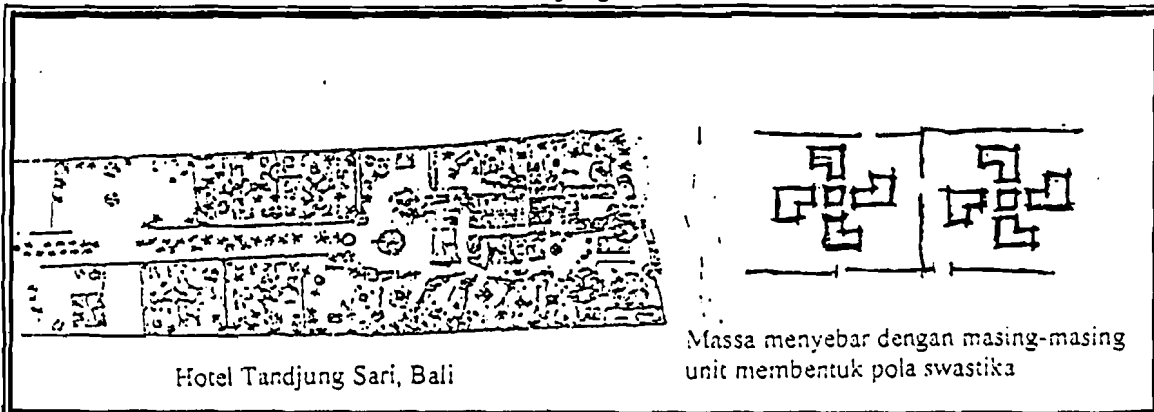 Hotel Tandjung Sari, Bali
Massa menyebar dengan masing-masing
unit membentuk pola swastika